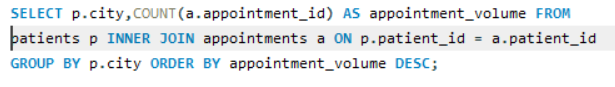 SELECT p.city,COUNT(a.appointment_id) AS appointment_volume FROM
patients p INNER JOIN appointments a ON p.patient_id = a.patient_id
GROUP BY p.city ORDER BY appointment_volume DESC;